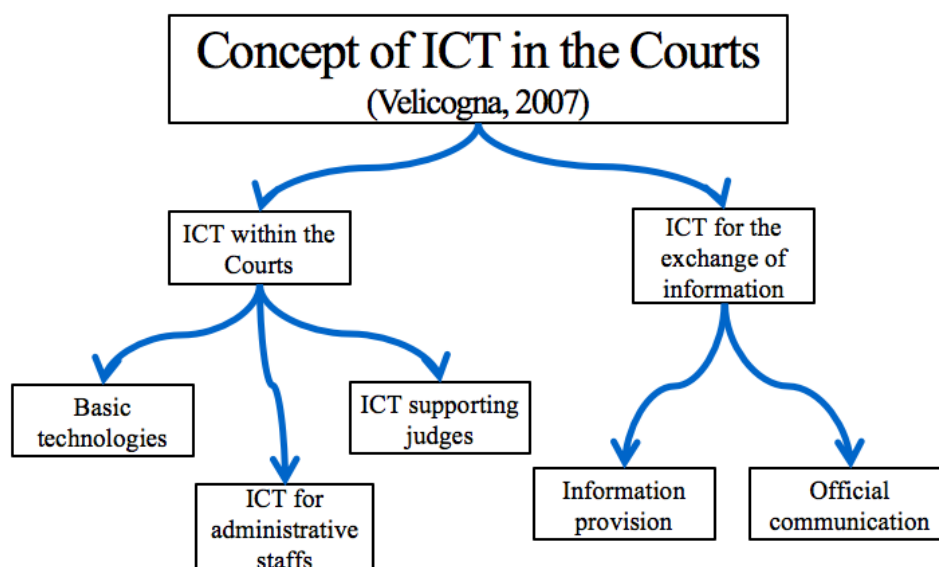 Concept of ICT in the Courts
(Velicogna, 2007)
ICT within the
Courts
ICT for the
exchange of
information
Basic
technologies
ICT for
administrative
staffs
ICT supporting
judges
Information
provision
Official
communication